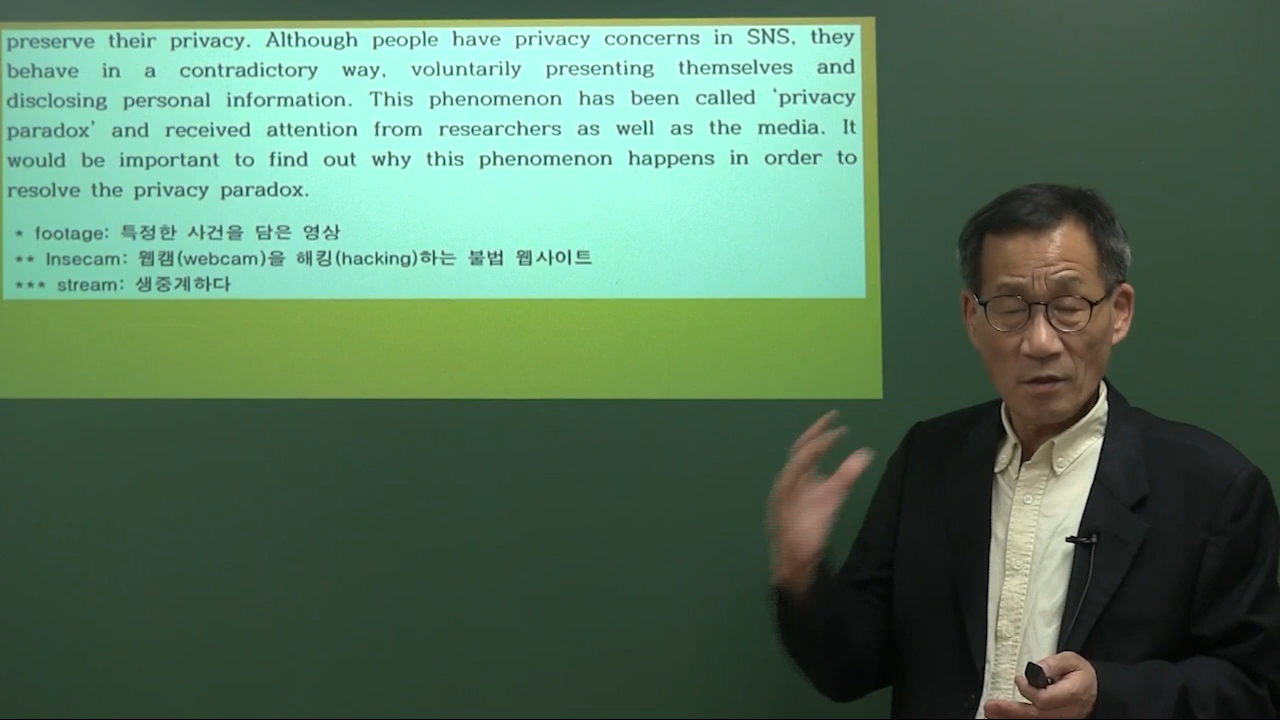 preserve their privacy. Although people have privacy concerns in SNS, they
behave in a contradictory way, voluntarily presenting themselves and
disclosing personal information. This phenomenon has been called ‘privacy
paradox’ and received attention from researchers as well as the media. It
would be important to find out why this phenomenon happens in order to
resolve the privacy paradox.
* footage: 특정한 사건을 담은 영상
** Insecam: 웹캠(webcam)을 해킹(hacking)하는 불법 웹사이트
*** stream: 생중계하다